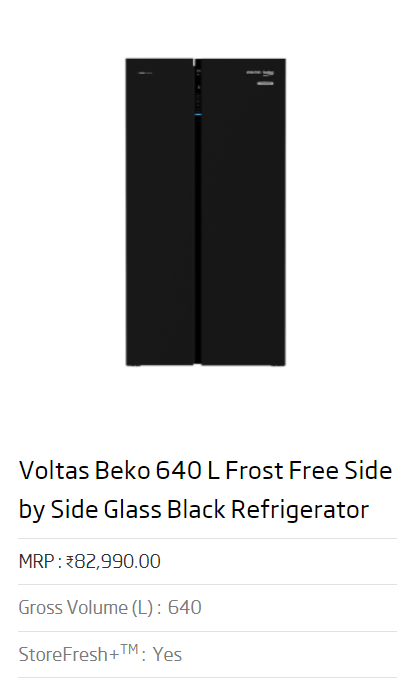 Voltas Beko 640 L Frost Free Side
by Side Glass Black Refrigerator
MRP : ₹82,990.00
Gross Volume (L) : 640
StoreFresh+TM : Yes